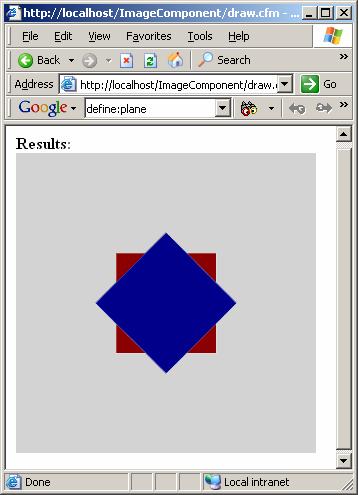 http://localhost/ImageComponent/draw.cfm - ...
File Edit View Favorites Tools Help
Back Search »
Address http://localhost/ImageComponent/draw. Go »
Google define:plane »
Results:
Done Local intranet